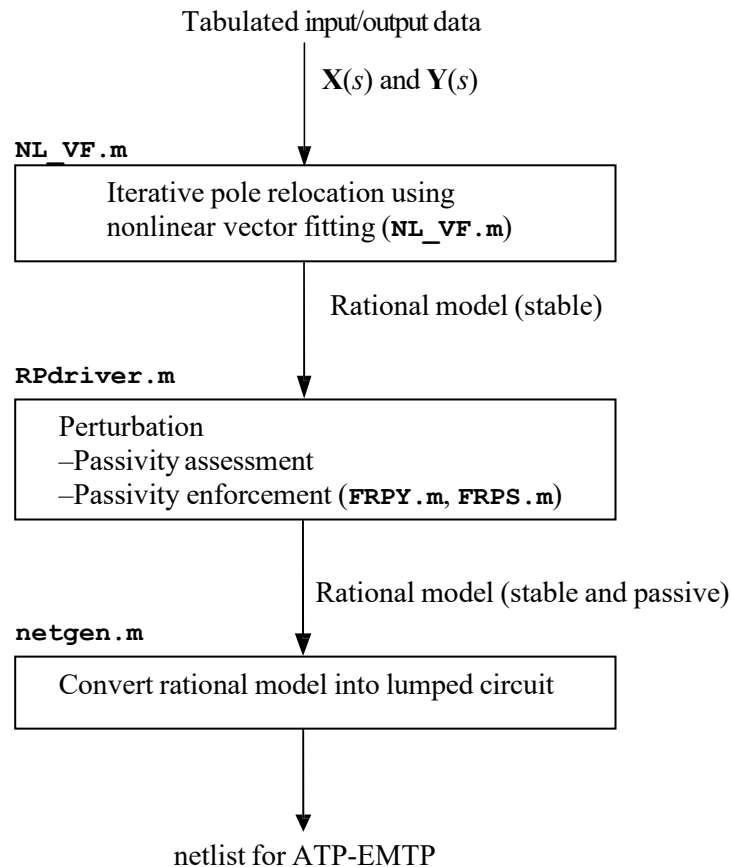 Tabulated input/output data
X(s) and Y(s)
NL_VF.m
Iterative pole relocation using
nonlinear vector fitting (NL_VF.m)
Rational model (stable)
RPdriver.m
Perturbation
–Passivity assessment
–Passivity enforcement (FRPY.m, FRPS.m)
Rational model (stable and passive)
netgen.m
Convert rational model into lumped circuit
netlist for ATP-EMTP